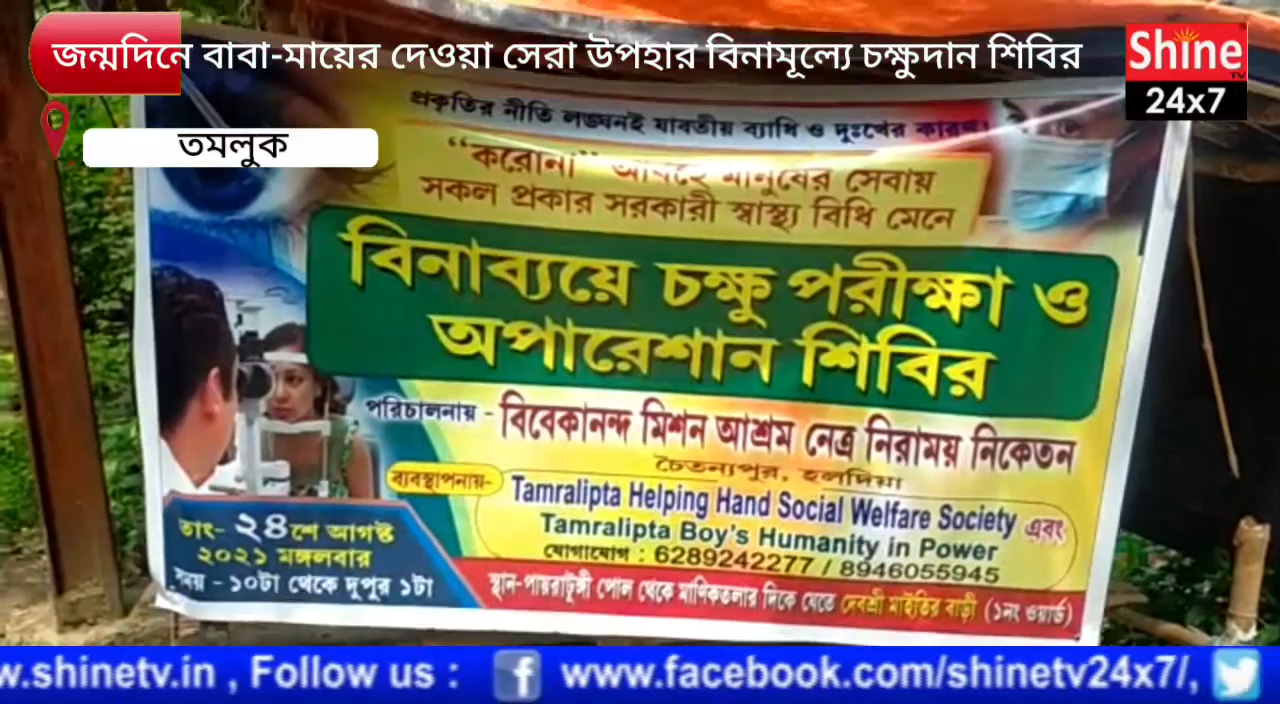 জন্মদিনে বাবা-মায়ের দেওয়া সেরা উপহার বিনামূল্যে চক্ষুদান শিবির
Shine
TV
24x7
তমলুক
প্রকৃতির নীতি লঙ্ঘনই যাবতীয় ব্যাধি ও দুঃখের কারণ
“করোনা” আবহে মানুষের সেবায়
সকল প্রকার সরকারী স্বাস্থ্য বিধি মেনে
বিনাব্যয়ে চক্ষু পরীক্ষা ও
অপারেশান শিবির
পরিচালনায় - বিবেকানন্দ মিশন আশ্রম নেত্র নিরাময় নিকেতন
চৈতন্যপুর, হলদিয়া
ব্যবস্থাপনায়- Tamralipta Helping Hand Social Welfare Society এবং
Tamralipta Boy's Humanity in Power
যোগাযোগ : 6289242277 / 8946055945
তাং- ২৪শে আগষ্ট
২০২১ মঙ্গলবার
সময় - ১০টা থেকে দুপুর ১টা
স্থান-পায়রাটুঙ্গী পোল থেকে মাণিকতলার দিকে যেতে দেবশ্রী মাইতির বাড়ী (১নং ওয়ার্ড)
w.shinetv.in , Follow us : www.facebook.com/shinetv24x7/,